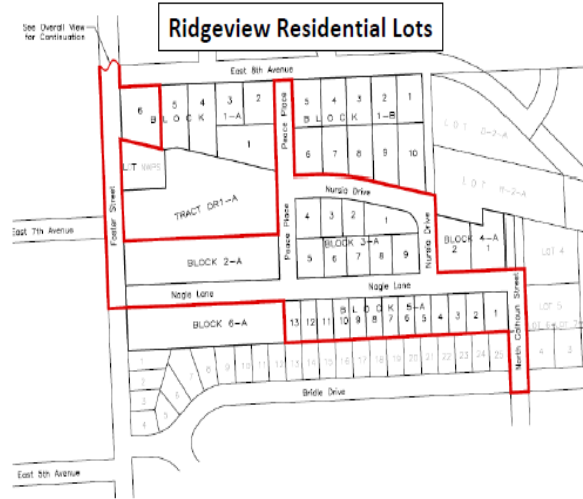 Ridgeview Residential Lots
See Overall View
for Continuation
East 8th Avenue
6 5 4 3 2
BLOCK 1-A
1
5 4 3 2 1
BLOCK 1-B
6 7 8 9 10
Peace Place
LOT
TRACT DR1-A
Foster Street
East 7th Avenue
Nursia Drive
Peace Place
4 3 2 1
BLOCK 3-A
5 6 7 8 9
Nursia Drive
BLOCK 4-A
2 1
LOT
LOT
LOT 4
BLOCK 2-A
Nagle Lane
Nagle Lane
BLOCK 5-A
13 12 11 10 9 8 7 6 5 4 3 2 1
BLOCK 6-A
North Calhoun Street
LOT 5
4 3
1
2
3
4
5 6 7 8 9 10 11 12 13 14 15 16 17 18 19 20 21 22 23 24 25
Bridle Drive
East 5th Avenue